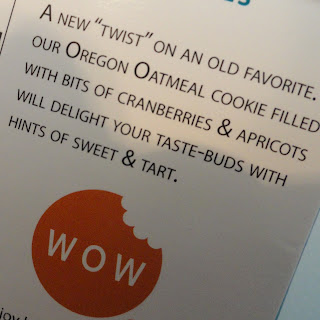 A new “twist” on an old favorite.
our Oregon Oatmeal cookie filled
with bits of cranberries & apricots
will delight your taste-buds with
hints of sweet & tart.
WOW